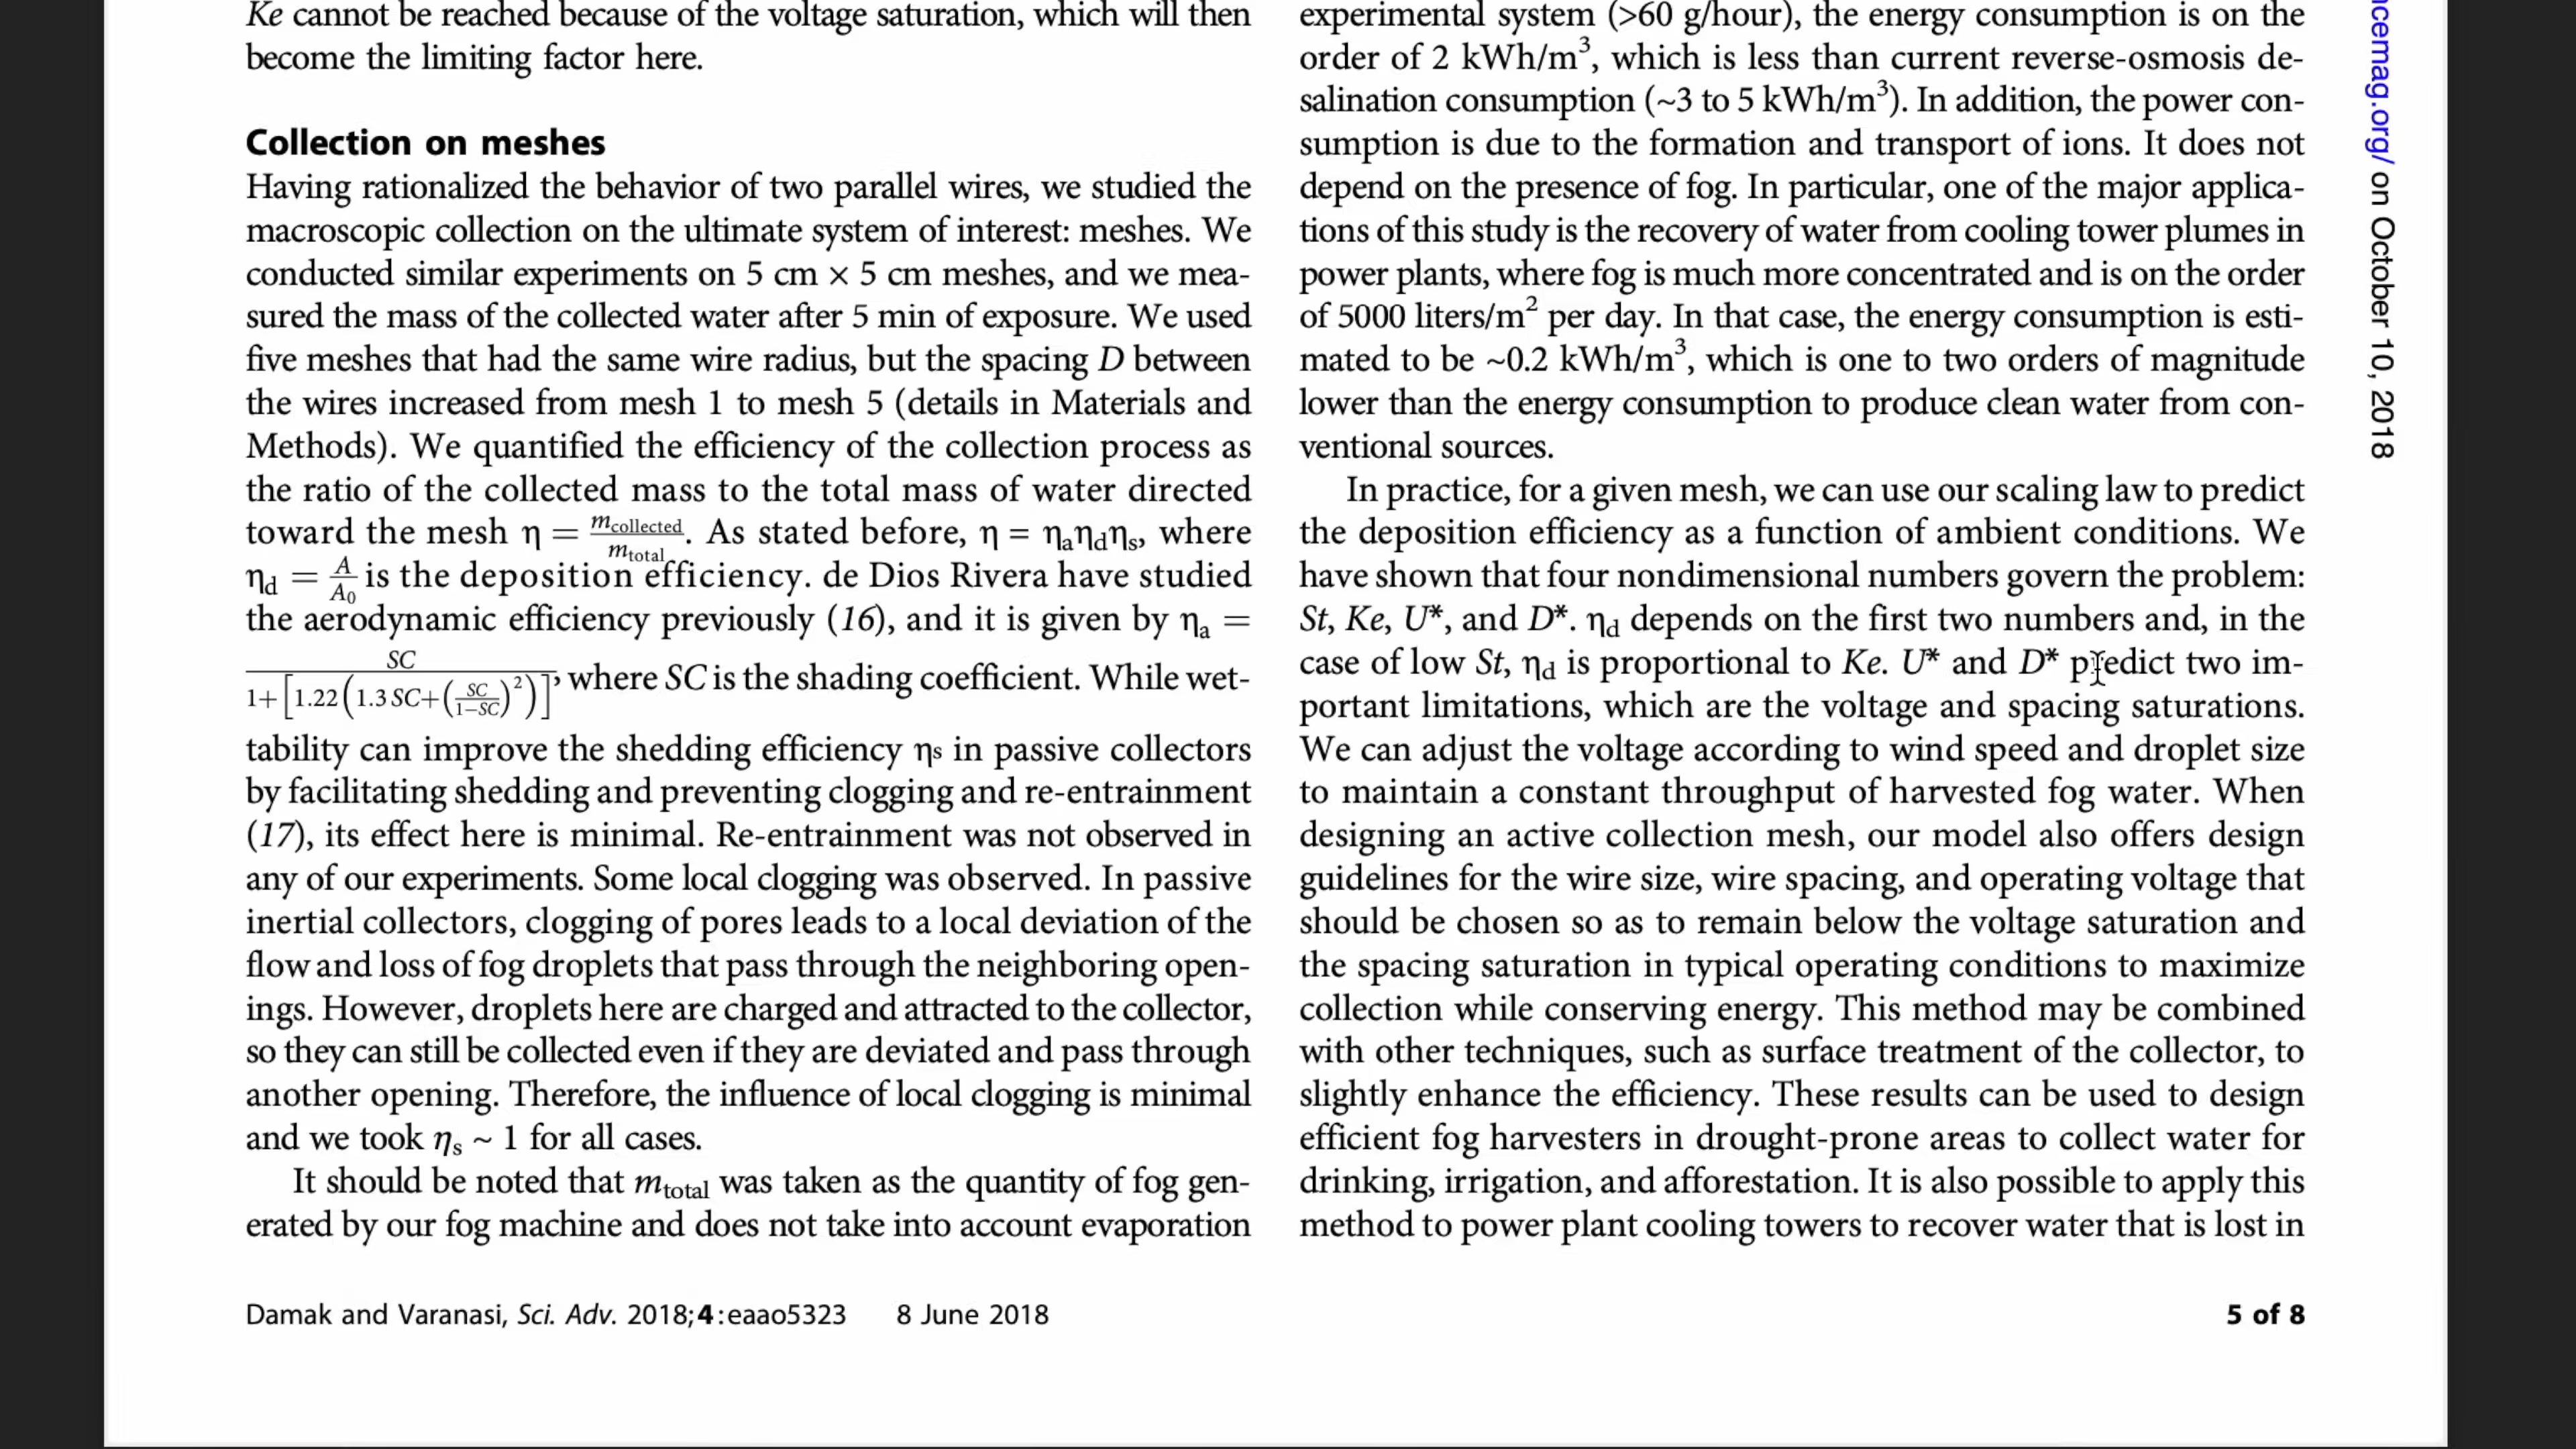 Ke cannot be reached because of the voltage saturation, which will then
become the limiting factor here.
Collection on meshes
Having rationalized the behavior of two parallel wires, we studied the
macroscopic collection on the ultimate system of interest: meshes. We
conducted similar experiments on 5 cm × 5 cm meshes, and we mea-
sured the mass of the collected water after 5 min of exposure. We used
five meshes that had the same wire radius, but the spacing D between
the wires increased from mesh 1 to mesh 5 (details in Materials and
Methods). We quantified the efficiency of the collection process as
the ratio of the collected mass to the total mass of water directed
toward the mesh η = m_collected / m_total. As stated before, η = ηaηdηs, where
ηd = A / A0 is the deposition efficiency. de Dios Rivera have studied
the aerodynamic efficiency previously (16), and it is given by ηa =
SC / 1+[1.22(1.3 SC+(SC / 1−SC)²)], where SC is the shading coefficient. While wet-
tability can improve the shedding efficiency ηs in passive collectors
by facilitating shedding and preventing clogging and re-entrainment
(17), its effect here is minimal. Re-entrainment was not observed in
any of our experiments. Some local clogging was observed. In passive
inertial collectors, clogging of pores leads to a local deviation of the
flow and loss of fog droplets that pass through the neighboring open-
ings. However, droplets here are charged and attracted to the collector,
so they can still be collected even if they are deviated and pass through
another opening. Therefore, the influence of local clogging is minimal
and we took ηs ~ 1 for all cases.
It should be noted that m_total was taken as the quantity of fog gen-
erated by our fog machine and does not take into account evaporation
experimental system (>60 g/hour), the energy consumption is on the
order of 2 kWh/m³, which is less than current reverse-osmosis de-
salination consumption (~3 to 5 kWh/m³). In addition, the power con-
sumption is due to the formation and transport of ions. It does not
depend on the presence of fog. In particular, one of the major applica-
tions of this study is the recovery of water from cooling tower plumes in
power plants, where fog is much more concentrated and is on the order
of 5000 liters/m² per day. In that case, the energy consumption is esti-
mated to be ~0.2 kWh/m³, which is one to two orders of magnitude
lower than the energy consumption to produce clean water from con-
ventional sources.
In practice, for a given mesh, we can use our scaling law to predict
the deposition efficiency as a function of ambient conditions. We
have shown that four nondimensional numbers govern the problem:
St, Ke, U*, and D*. ηd depends on the first two numbers and, in the
case of low St, ηd is proportional to Ke. U* and D* predict two im-
portant limitations, which are the voltage and spacing saturations.
We can adjust the voltage according to wind speed and droplet size
to maintain a constant throughput of harvested fog water. When
designing an active collection mesh, our model also offers design
guidelines for the wire size, wire spacing, and operating voltage that
should be chosen so as to remain below the voltage saturation and
the spacing saturation in typical operating conditions to maximize
collection while conserving energy. This method may be combined
with other techniques, such as surface treatment of the collector, to
slightly enhance the efficiency. These results can be used to design
efficient fog harvesters in drought-prone areas to collect water for
drinking, irrigation, and afforestation. It is also possible to apply this
method to power plant cooling towers to recover water that is lost in
ncemag.org/ on October 10, 2018
Damak and Varanasi, Sci. Adv. 2018;4:eaao5323 8 June 2018
5 of 8